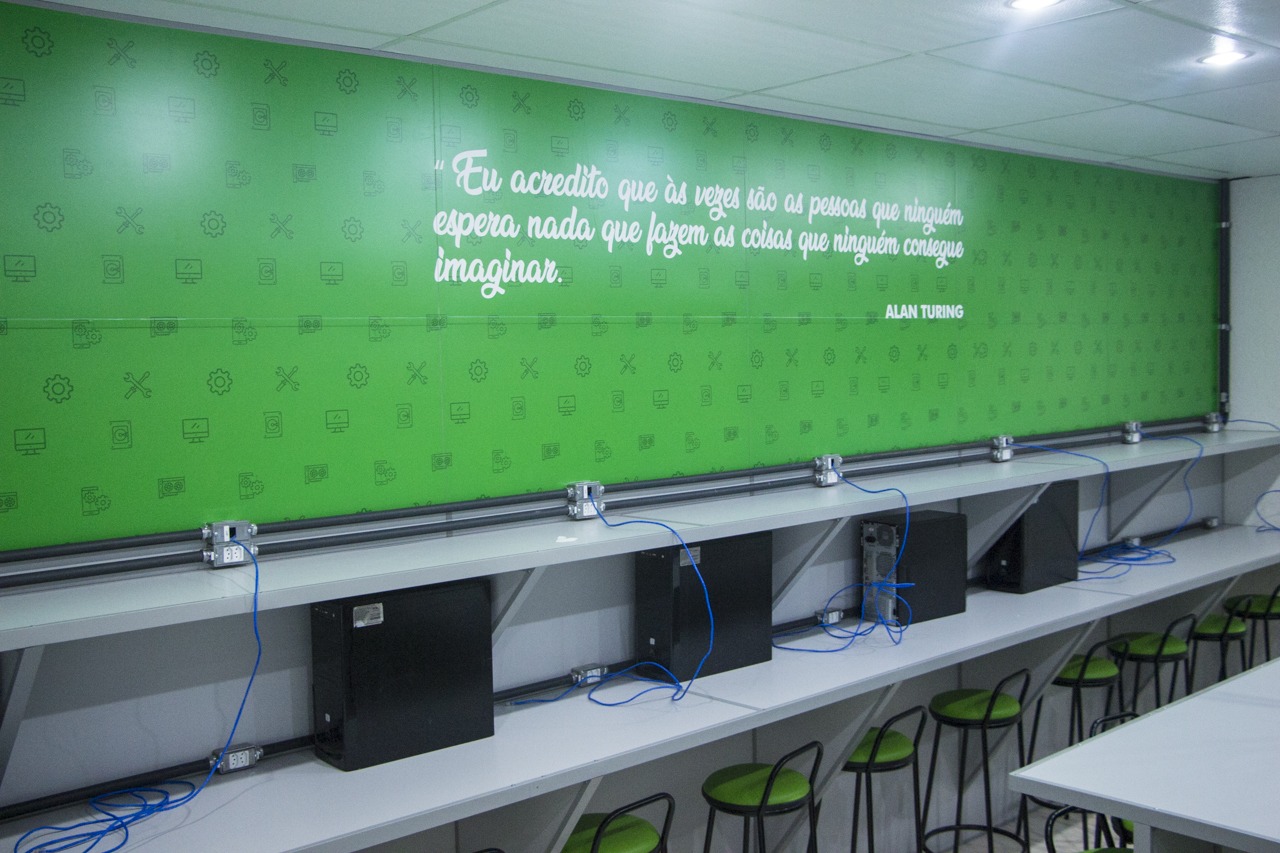 “ Eu acredito que às vezes são as pessoas que ninguém
espera nada que fazem as coisas que ninguém consegue
imaginar.
ALAN TURING